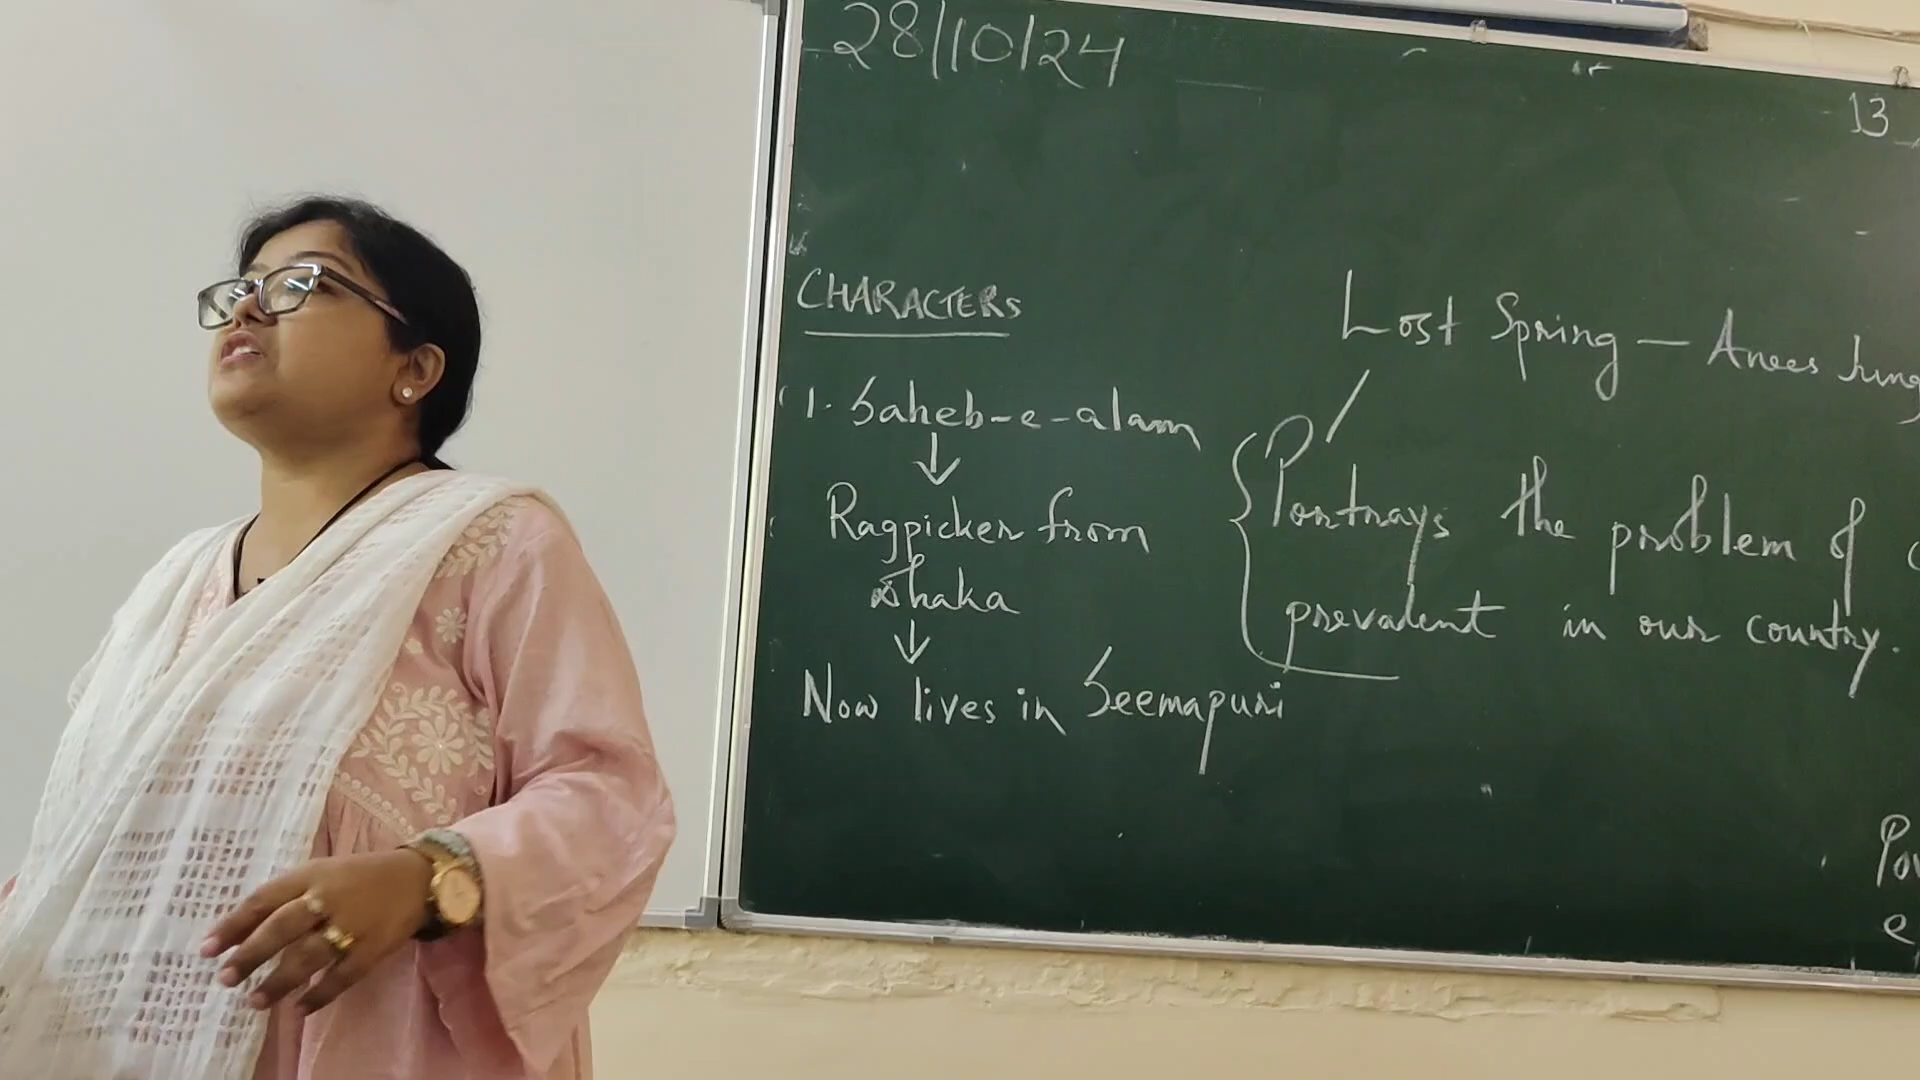 28/10/24
13
CHARACTERS
Lost Spring — Anees Jung
1. Saheb-e-alam
↓
Ragpicker from
Dhaka
↓
Now lives in Seemapuri
Portrays the problem of
prevalent in our country.
Pov
e